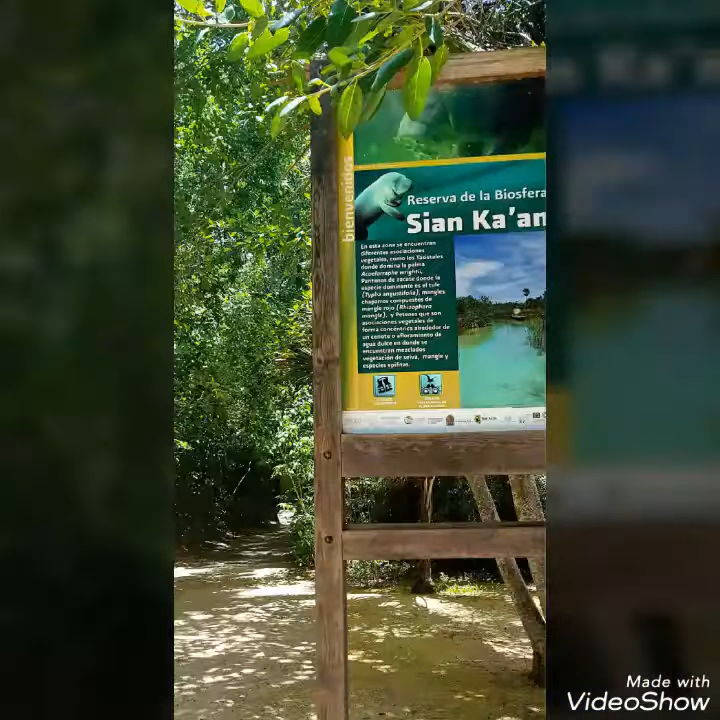 bienvenidos
Reserva de la Biosfera
Sian Ka'an
En esta zona se encuentran
diferentes asociaciones
vegetales, como los Tasistales
donde domina la palma
Acoelorraphe wrightii,
Pantanos de zacate donde la
especie dominante es el tule
(Typha angustifolia), mangles
chaparros compuestos de
mangle rojo (Rhizophora
mangle), y Petenes que son
asociaciones vegetales de
forma concéntrica alrededor de
un cenote o afloramiento de
agua dulce en donde se
encuentran mezclados
vegetación de selva, mangle y
especies epífitas.
Made with
VideoShow